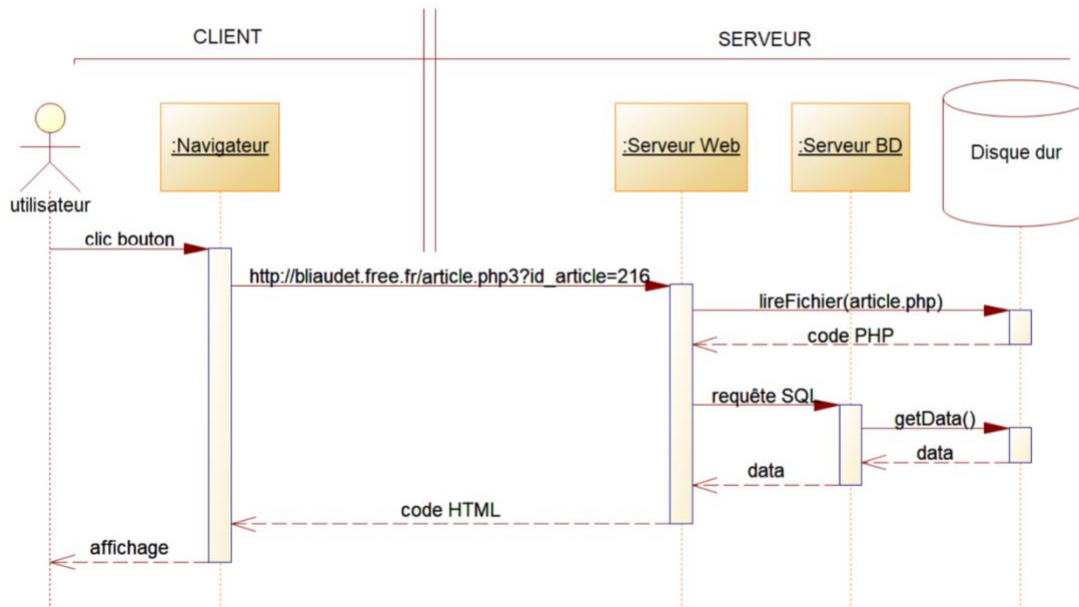 CLIENT
SERVEUR
:Navigateur
:Serveur Web
:Serveur BD
Disque dur
utilisateur
clic bouton
http://bliaudet.free.fr/article.php3?id_article=216
lireFichier(article.php)
code PHP
requête SQL
getData()
data
data
code HTML
affichage